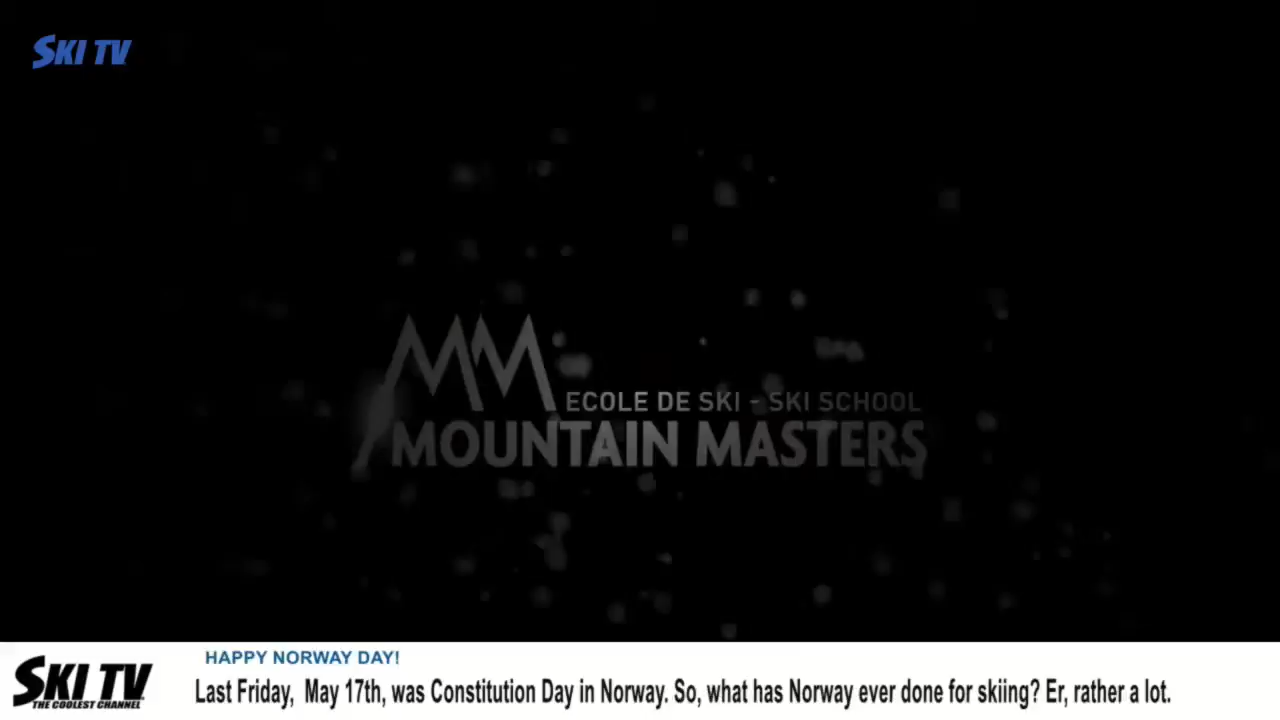 SKI TV
MM
ECOLE DE SKI - SKI SCHOOL
MOUNTAIN MASTERS
HAPPY NORWAY DAY!
SKI TV
THE COOLEST CHANNEL
Last Friday, May 17th, was Constitution Day in Norway. So, what has Norway ever done for skiing? Er, rather a lot.